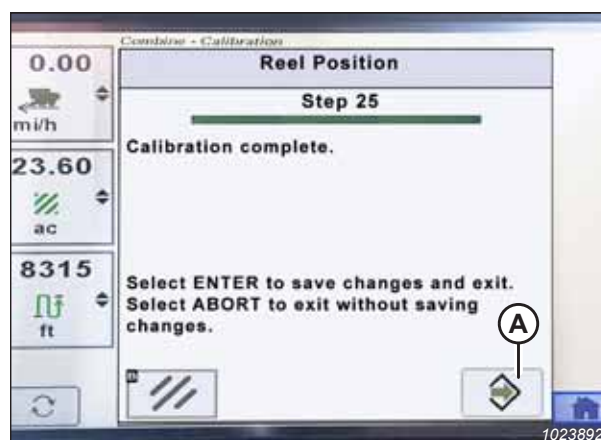 Combine - Calibration
0.00
mi/h
23.60
ac
8315
ft
Reel Position
Step 25
Calibration complete.
Select ENTER to save changes and exit.
Select ABORT to exit without saving
changes.
A
1023892